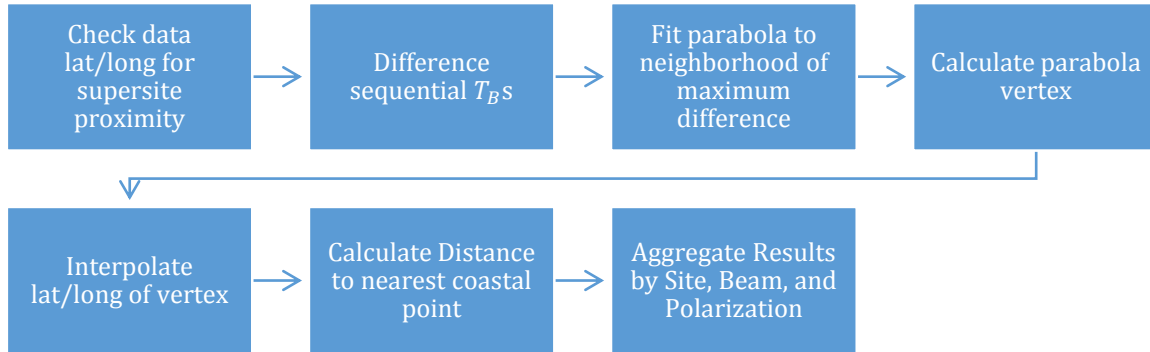 Check data
lat/long for
supersite
proximity
Difference
sequential T_Bs
Fit parabola to
neighborhood of
maximum
difference
Calculate parabola
vertex
Interpolate
lat/long of vertex
Calculate Distance
to nearest coastal
point
Aggregate Results
by Site, Beam, and
Polarization